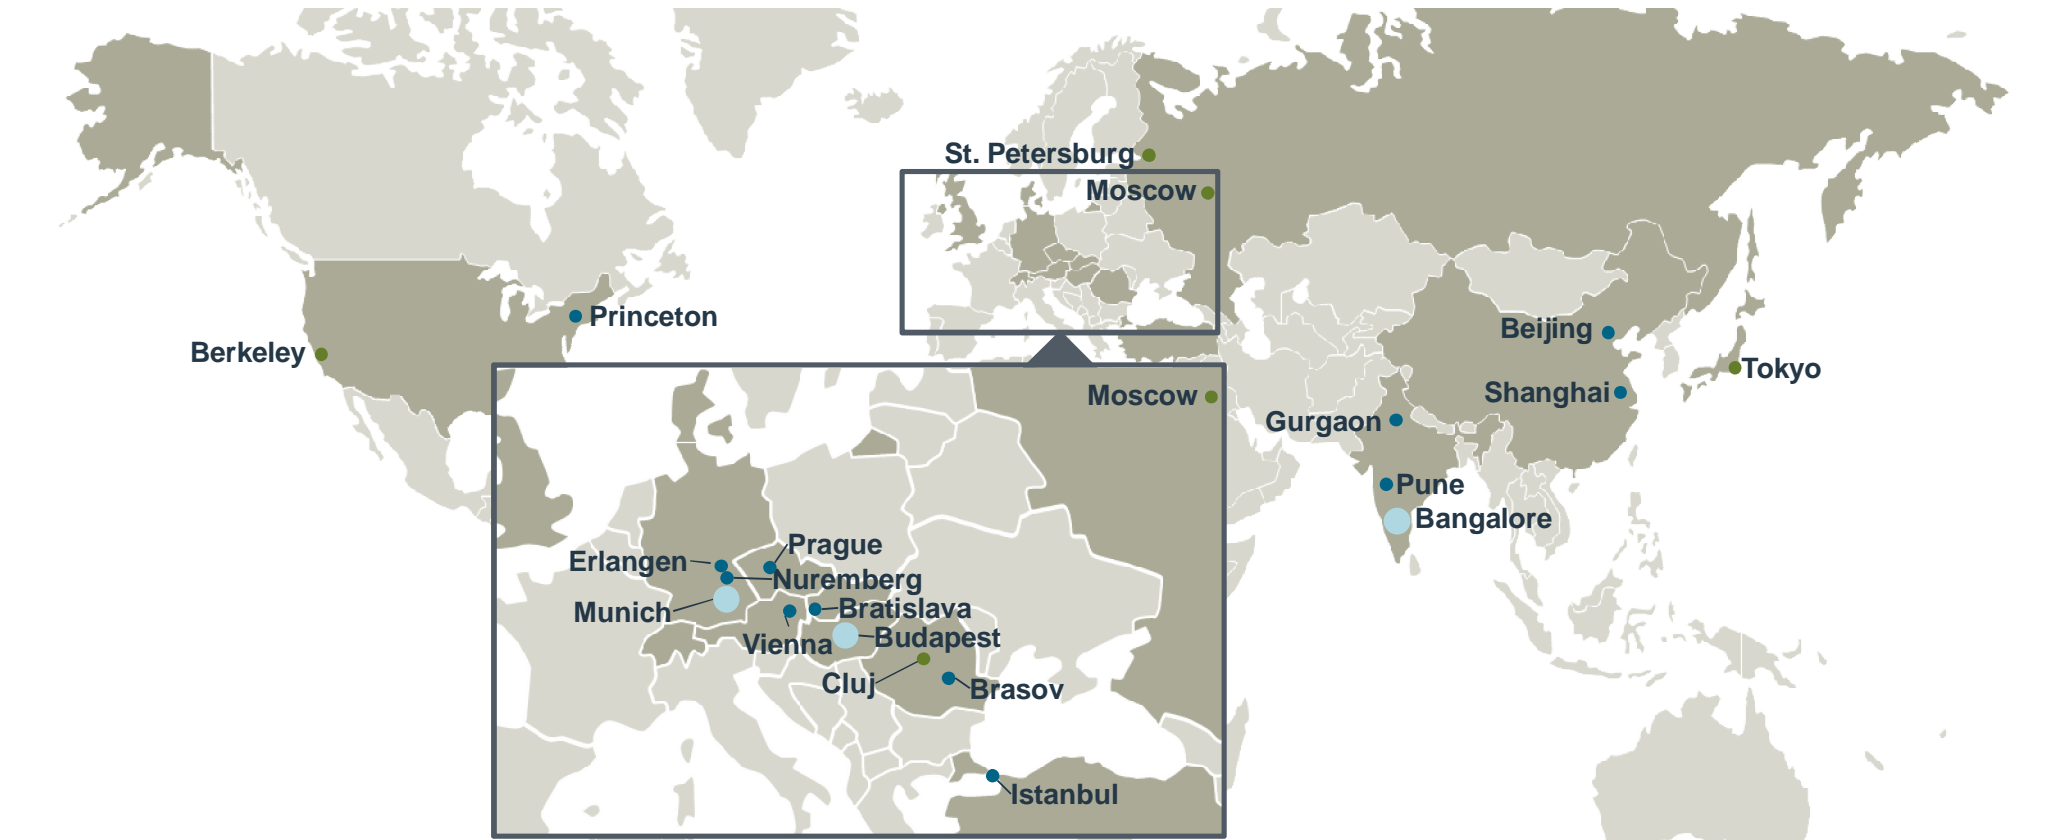 St. Petersburg
Moscow
Princeton
Berkeley
Beijing
Tokyo
Shanghai
Gurgaon
Pune
Bangalore
Moscow
Prague
Erlangen
Nuremberg
Munich
Bratislava
Vienna
Budapest
Cluj
Brasov
Istanbul